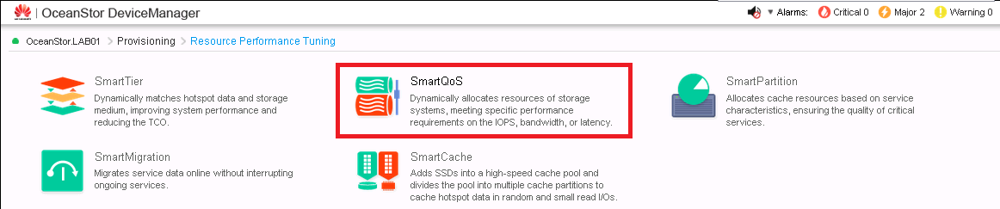 OceanStor DeviceManager
Alarms: Critical 0 Major 2 Warning 0
OceanStor.LAB01 Provisioning Resource Performance Tuning
SmartTier
Dynamically matches hotspot data and storage
medium, improving system performance and
reducing the TCO.
SmartQoS
Dynamically allocates resources of storage
systems, meeting specific performance
requirements on the IOPS, bandwidth, or latency.
SmartPartition
Allocates cache resources based on service
characteristics, ensuring the quality of critical
services.
SmartMigration
Migrates service data online without interrupting
ongoing services.
SmartCache
Adds SSDs into a high-speed cache pool and
divides the pool into multiple cache partitions to
cache hotspot data in random and small read I/Os.